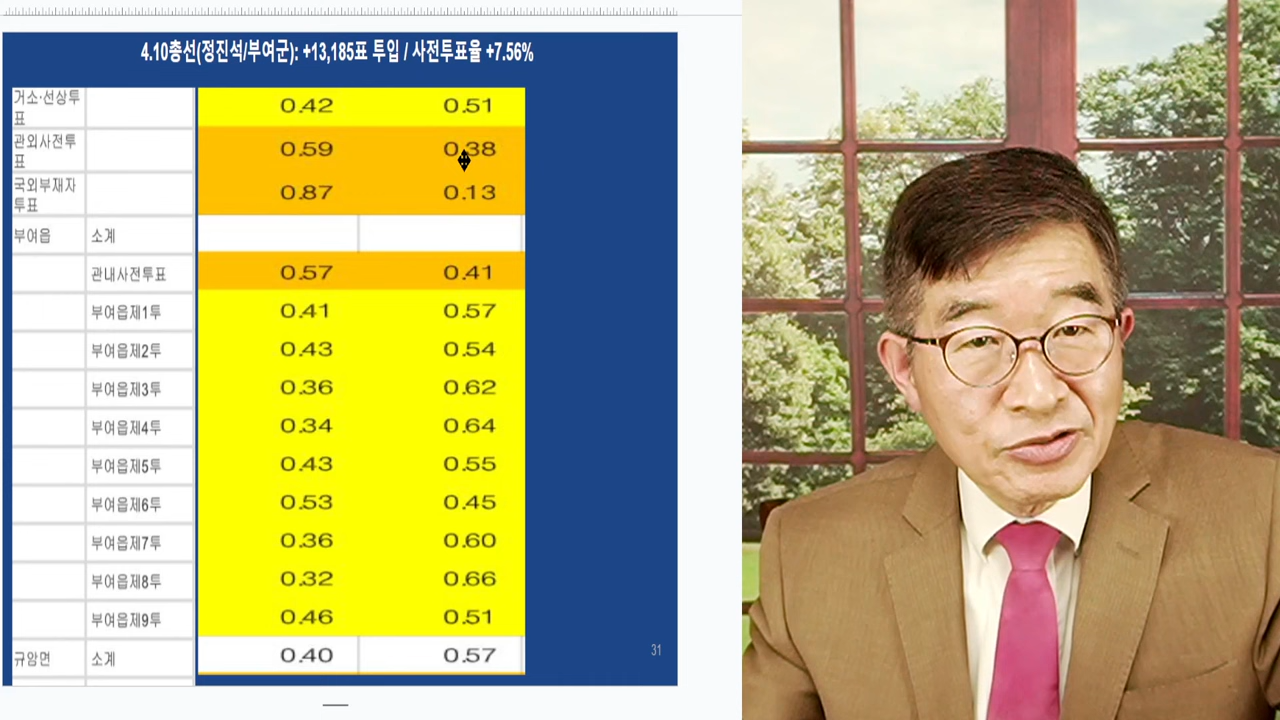 4.10총선(정진석/부여군): +13,185표 투입 / 사전투표율 +7.56%
거소·선상투표 0.42 0.51
관외사전투표 0.59 0.38
국외부재자투표 0.87 0.13
부여읍 소계
관내사전투표 0.57 0.41
부여읍제1투 0.41 0.57
부여읍제2투 0.43 0.54
부여읍제3투 0.36 0.62
부여읍제4투 0.34 0.64
부여읍제5투 0.43 0.55
부여읍제6투 0.53 0.45
부여읍제7투 0.36 0.60
부여읍제8투 0.32 0.66
부여읍제9투 0.46 0.51
규암면 소계 0.40 0.57
31